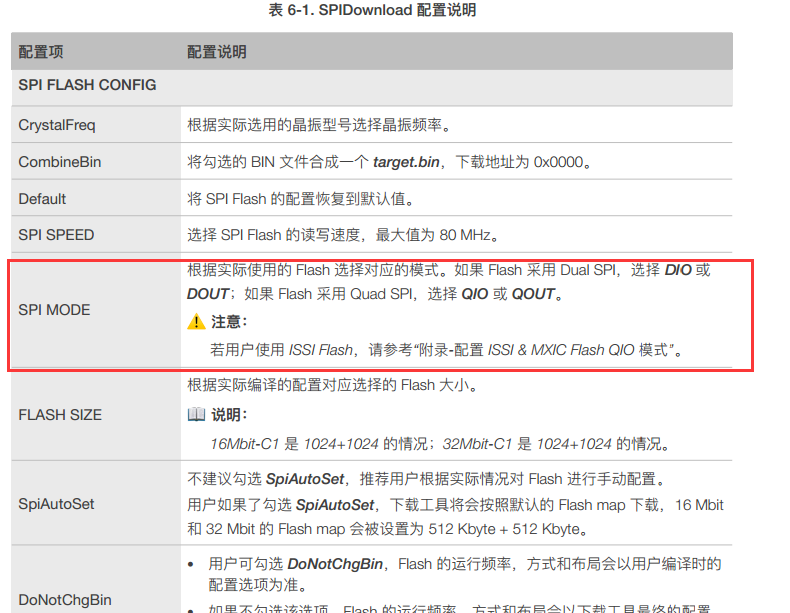 表 6-1. SPIDownload 配置说明
配置项 配置说明
SPI FLASH CONFIG
CrystalFreq 根据实际选用的晶振型号选择晶振频率。
CombineBin 将勾选的 BIN 文件合成一个 target.bin，下载地址为 0x0000。
Default 将 SPI Flash 的配置恢复到默认值。
SPI SPEED 选择 SPI Flash 的读写速度，最大值为 80 MHz。
SPI MODE
根据实际使用的 Flash 选择对应的模式。如果 Flash 采用 Dual SPI，选择 DIO 或
DOUT；如果 Flash 采用 Quad SPI，选择 QIO 或 QOUT。
注意：
若用户使用 ISSI Flash，请参考“附录-配置 ISSI & MXIC Flash QIO 模式”。
FLASH SIZE
根据实际编译的配置对应选择的 Flash 大小。
说明：
16Mbit-C1 是 1024+1024 的情况；32Mbit-C1 是 1024+1024 的情况。
SpiAutoSet
不建议勾选 SpiAutoSet，推荐用户根据实际情况对 Flash 进行手动配置。
用户如果了勾选 SpiAutoSet，下载工具将会按照默认的 Flash map 下载，16 Mbit
和 32 Mbit 的 Flash map 会被设置为 512 Kbyte + 512 Kbyte。
DoNotChgBin
• 用户可勾选 DoNotChgBin，Flash 的运行频率，方式和布局会以用户编译时的
配置选项为准。
• 如果不勾选该选项，Flash 的运行频率，方式和布局会以下载工具最终的配置